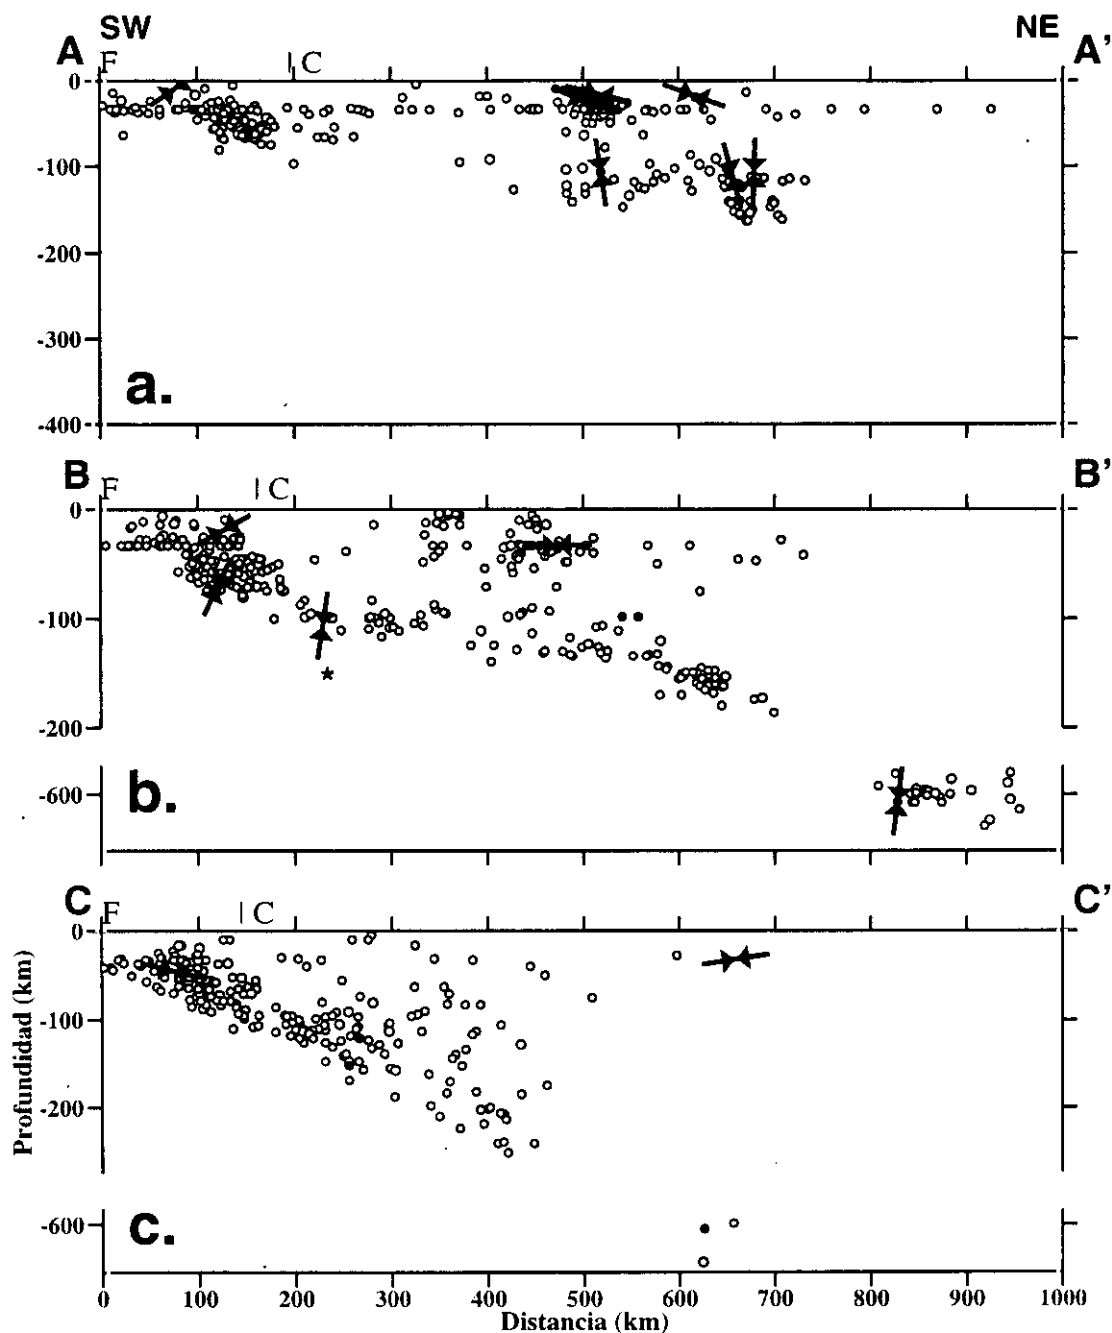 SW NE
A A'
F | C
0
-100
-200
-300
-400
a.
B B'
F | C
0
-100
-200
-600
b.
C C'
F | C
0
-100
-200
-600
c.
Profundidad (km)
0 100 200 300 400 500 600 700 800 900 1000
Distancia (km)